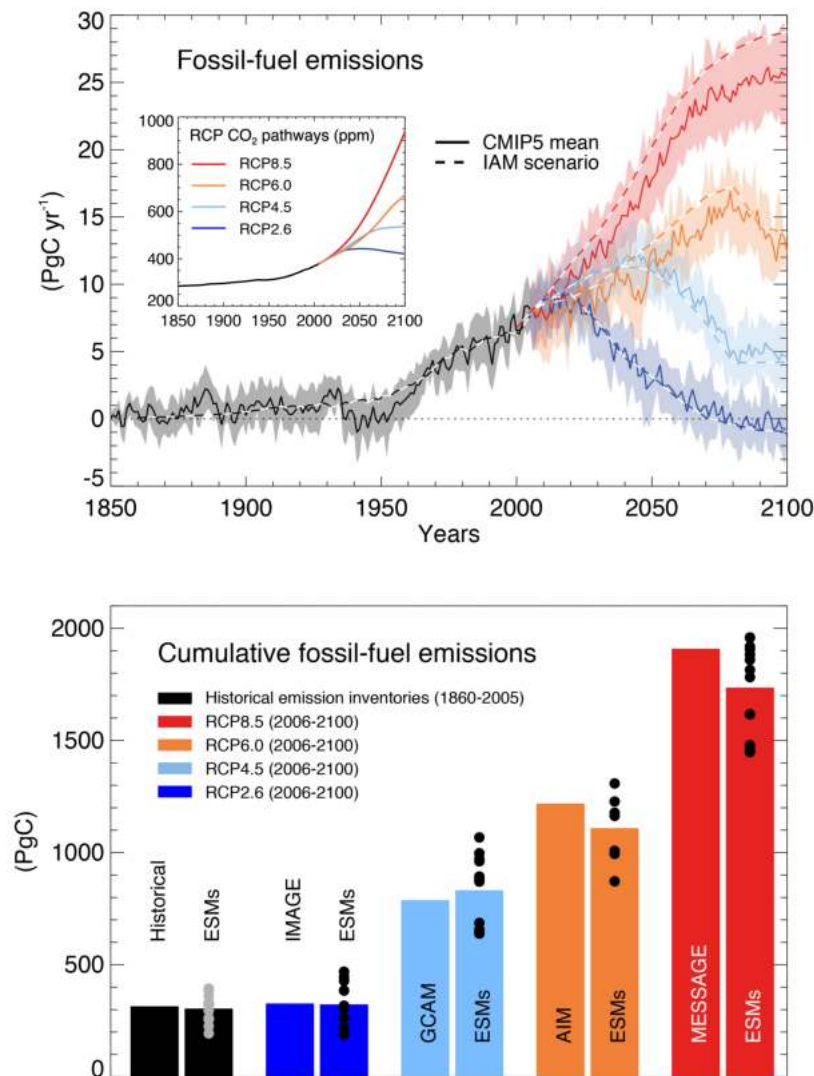 Fossil-fuel emissions
RCP CO₂ pathways (ppm)
RCP8.5
RCP6.0
RCP4.5
RCP2.6
1000
800
600
400
200
1850
1900
1950
2000
2050
2100
CMIP5 mean
IAM scenario
(PgC yr⁻¹)
30
25
20
15
10
5
0
-5
1850
1900
1950
2000
2050
2100
Years
Cumulative fossil-fuel emissions
Historical emission inventories (1860-2005)
RCP8.5 (2006-2100)
RCP6.0 (2006-2100)
RCP4.5 (2006-2100)
RCP2.6 (2006-2100)
(PgC)
2000
1500
1000
500
0
Historical
ESMs
IMAGE
ESMs
GCAM
ESMs
AIM
ESMs
MESSAGE
ESMs